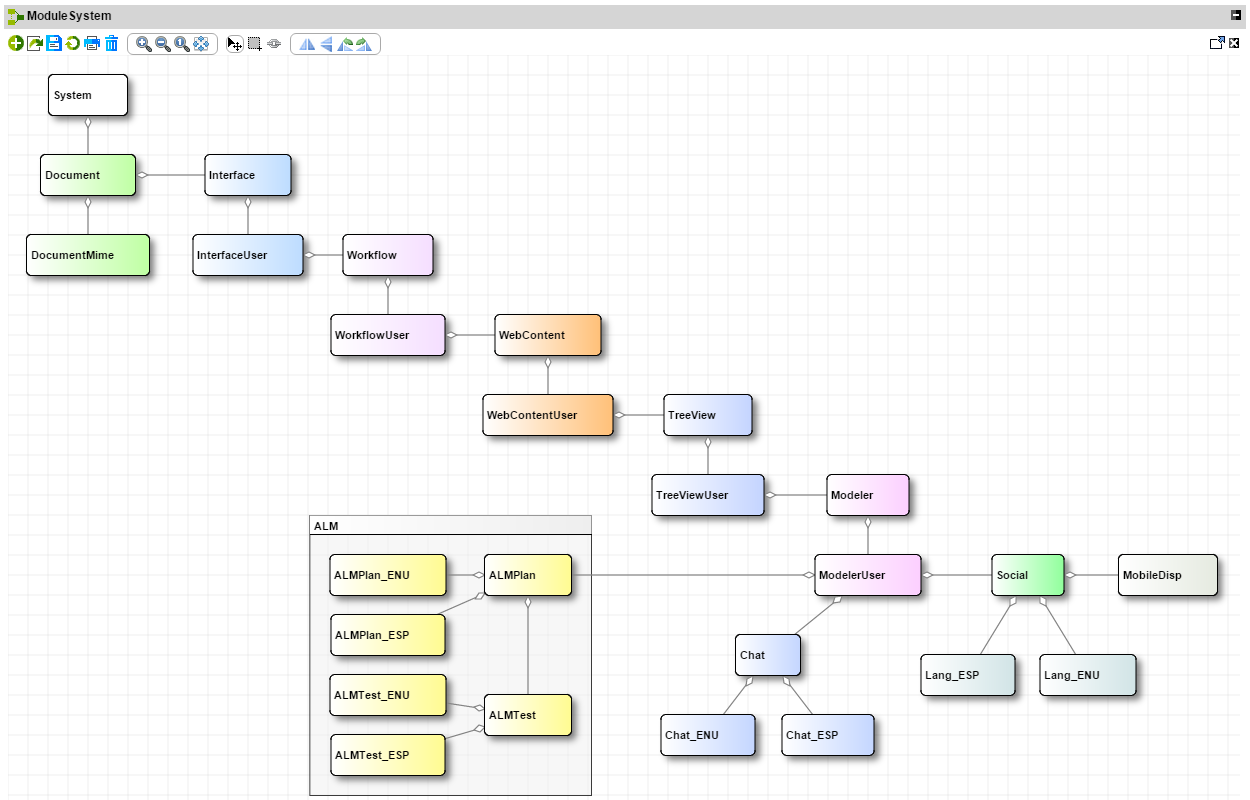 ModuleSystem
System
Document
Interface
DocumentMime
InterfaceUser
Workflow
WorkflowUser
WebContent
WebContentUser
TreeView
TreeViewUser
Modeler
ALM
ALMPlan_ENU
ALMPlan
ModelerUser
Social
MobileDisp
ALMPlan_ESP
Chat
Lang_ESP
Lang_ENU
ALMTest_ENU
ALMTest
Chat_ENU
Chat_ESP
ALMTest_ESP